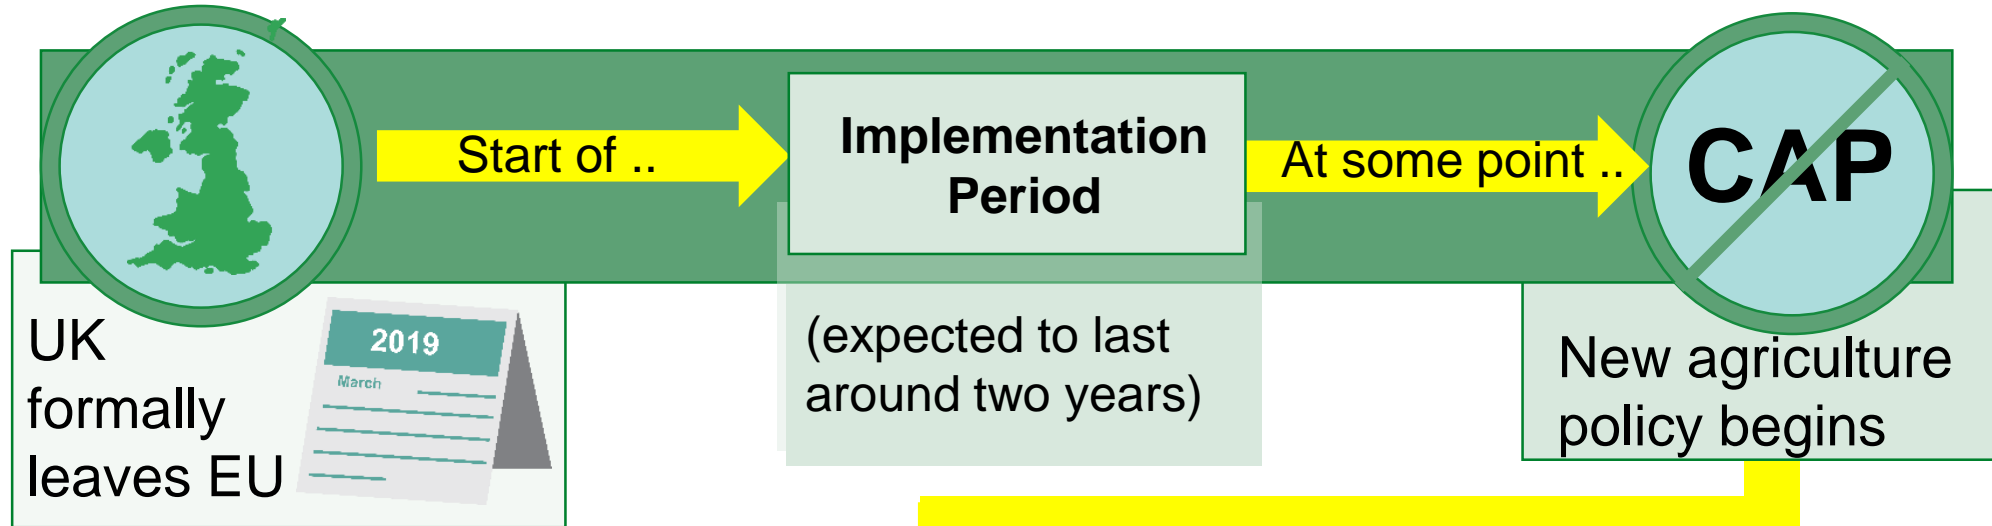 Start of ..
Implementation
Period
At some point ..
CAP
UK
formally
leaves EU
2019
March
(expected to last
around two years)
New agriculture
policy begins